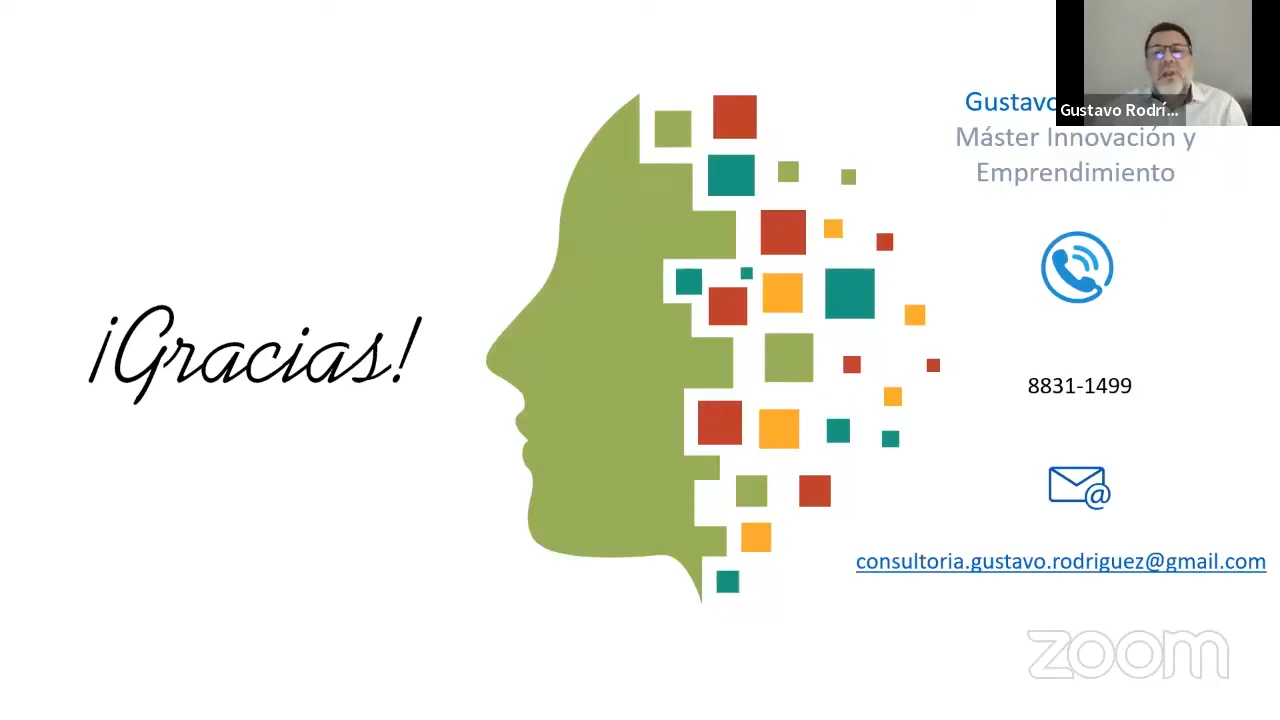 Gustavo
Gustavo Rodrí...
Máster Innovación y
Emprendimiento
¡Gracias!
8831-1499
consultoria.gustavo.rodriguez@gmail.com
zoom